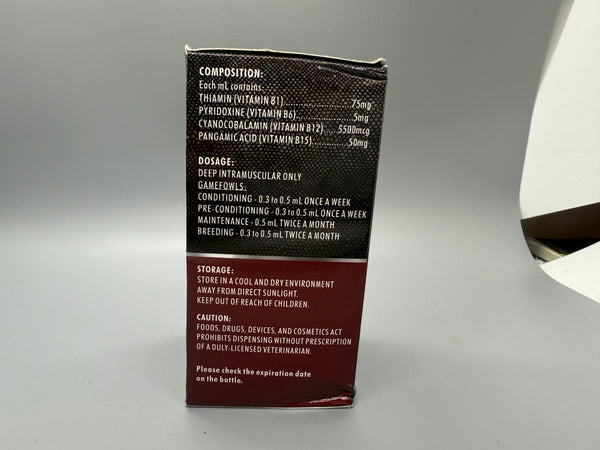 COMPOSITION:
Each mL contains:
THIAMIN (VITAMIN B1)..............................75mg
PYRIDOXINE (VITAMIN B6)..........................5mg
CYANOCOBALAMIN (VITAMIN B12).....5500mcg
PANGAMIC ACID (VITAMIN B15)...................50mg
DOSAGE:
DEEP INTRAMUSCULAR ONLY
GAMEFOWLS:
CONDITIONING - 0.3 to 0.5 mL ONCE A WEEK
PRE-CONDITIONING - 0.3 to 0.5 mL ONCE A WEEK
MAINTENANCE - 0.5 mL TWICE A MONTH
BREEDING - 0.3 to 0.5 mL TWICE A MONTH
STORAGE:
STORE IN A COOL AND DRY ENVIRONMENT
AWAY FROM DIRECT SUNLIGHT.
KEEP OUT OF REACH OF CHILDREN.
CAUTION:
FOODS, DRUGS, DEVICES, AND COSMETICS ACT
PROHIBITS DISPENSING WITHOUT PRESCRIPTION
OF A DULY-LICENSED VETERINARIAN.
Please check the expiration date
on the bottle.